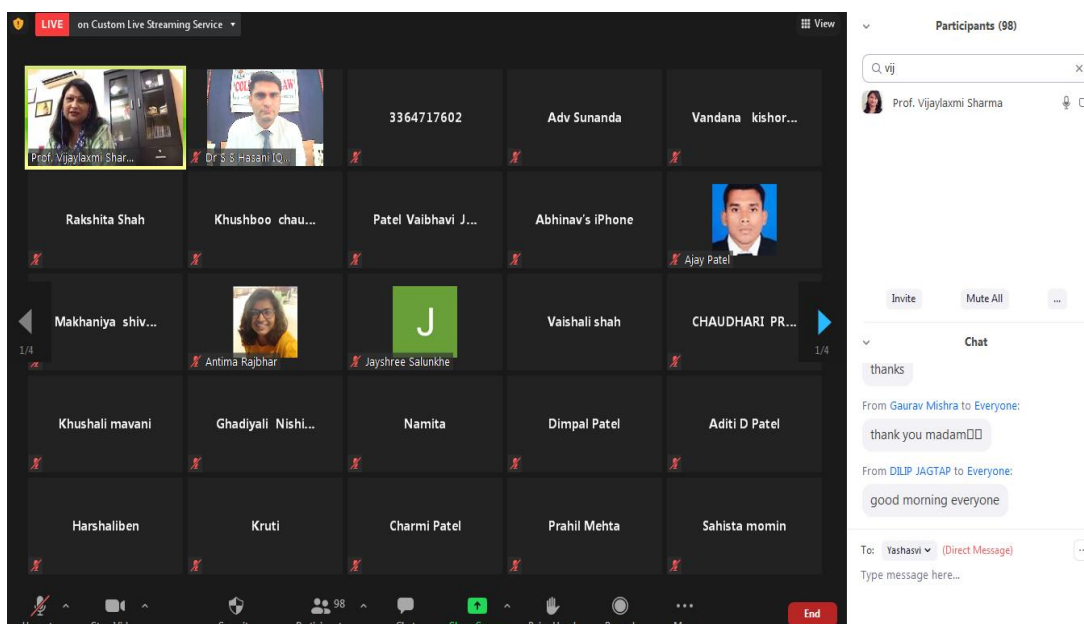 LIVE on Custom Live Streaming Service
View
Prof. Vijaylaxmi Shar...
Dr S S Hasani IQ...
3364717602
Adv Sunanda
Vandana kishor...
Rakshita Shah
Khushboo chau...
Patel Vaibhavi J...
Abhinav's iPhone
Ajay Patel
Makhaniya shiv...
Antima Rajbhar
J
Jayshree Salunkhe
Vaishali shah
CHAUDHARI PR...
1/4
1/4
Khushali mavani
Ghadiyali Nishi...
Namita
Dimpal Patel
Aditi D Patel
Harshaliben
Kruti
Charmi Patel
Prahil Mehta
Sahista momin
98
End
Participants (98)
vij
Prof. Vijaylaxmi Sharma
Invite
Mute All
...
Chat
thanks
From Gaurav Mishra to Everyone:
thank you madam
From DILIP JAGTAP to Everyone:
good morning everyone
To: Yashasvi (Direct Message)
Type message here...